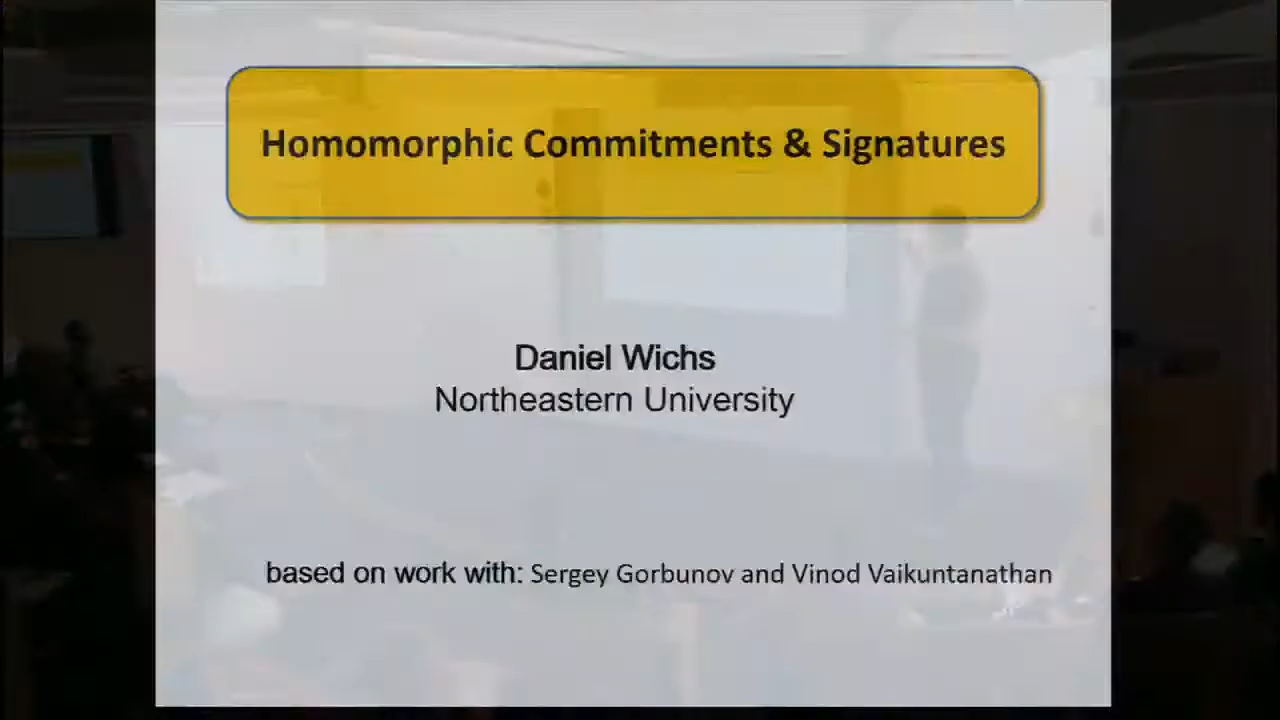 Homomorphic Commitments & Signatures
Daniel Wichs
Northeastern University
based on work with: Sergey Gorbunov and Vinod Vaikuntanathan